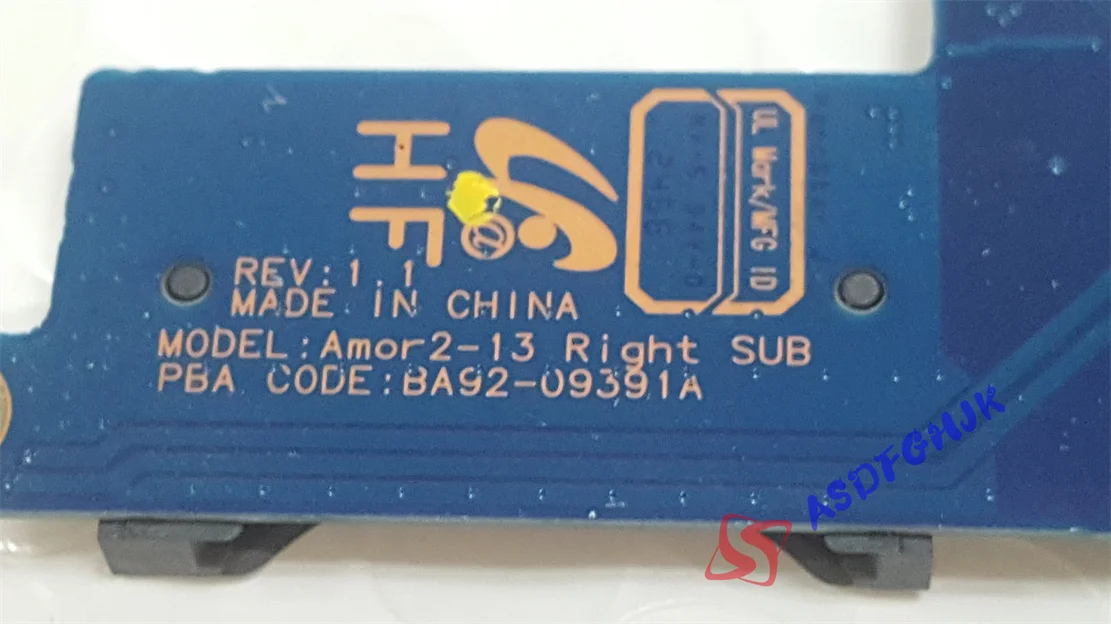 HF
@
UL Mark/MFG ID
REV:1.1
MADE IN CHINA
MODEL:Amor2-13 Right SUB
PBA CODE:BA92-09391A
ASDFGHJK